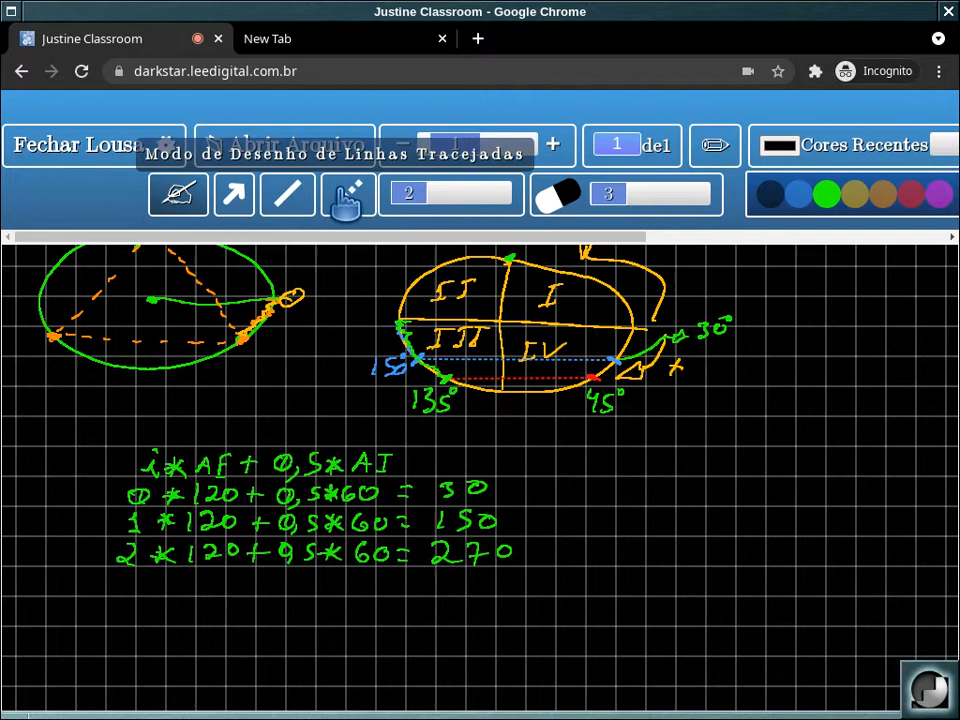 Justine Classroom - Google Chrome
Justine Classroom
New Tab
darkstar.leedigital.com.br
Incognito
Fechar Lousa
Abrir Arquivo
1
1 de1
Cores Recentes
Modo de Desenho de Linhas Tracejadas
2
3
II
I
III
IV
30°
150°
135°
45°
i*AE + 0,5*AI
0*120+0,5*60 = 30
1*120+0,5*60=150
2*120+0,5*60=270